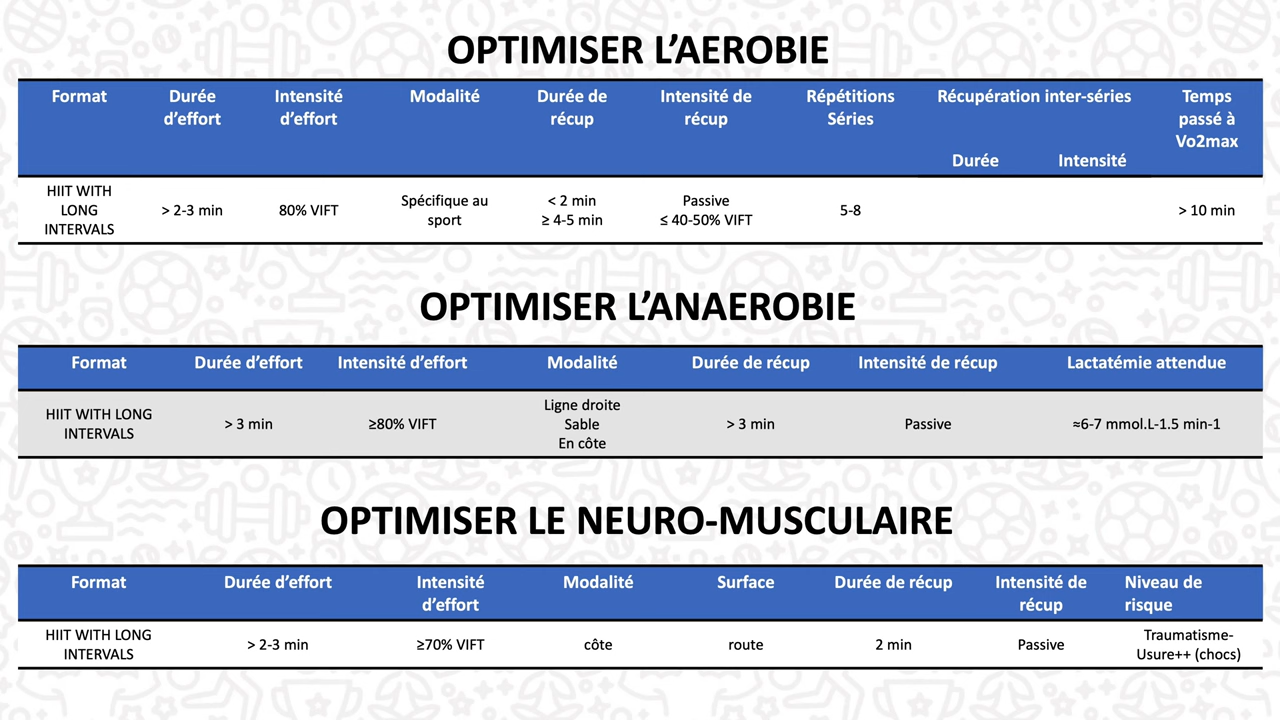 OPTIMISER L’AEROBIE
Format Durée d’effort Intensité d’effort Modalité Durée de récup Intensité de récup Répétitions Séries Récupération inter-séries Temps passé à Vo2max
Durée Intensité
HIIT WITH LONG INTERVALS > 2-3 min 80% VIFT Spécifique au sport < 2 min ≥ 4-5 min Passive ≤ 40-50% VIFT 5-8 > 10 min
OPTIMISER L’ANAEROBIE
Format Durée d’effort Intensité d’effort Modalité Durée de récup Intensité de récup Lactatémie attendue
HIIT WITH LONG INTERVALS > 3 min ≥80% VIFT Ligne droite Sable En côte > 3 min Passive ≈6-7 mmol.L-1.5 min-1
OPTIMISER LE NEURO-MUSCULAIRE
Format Durée d’effort Intensité d’effort Modalité Surface Durée de récup Intensité de récup Niveau de risque
HIIT WITH LONG INTERVALS > 2-3 min ≥70% VIFT côte route 2 min Passive Traumatisme- Usure++ (chocs)